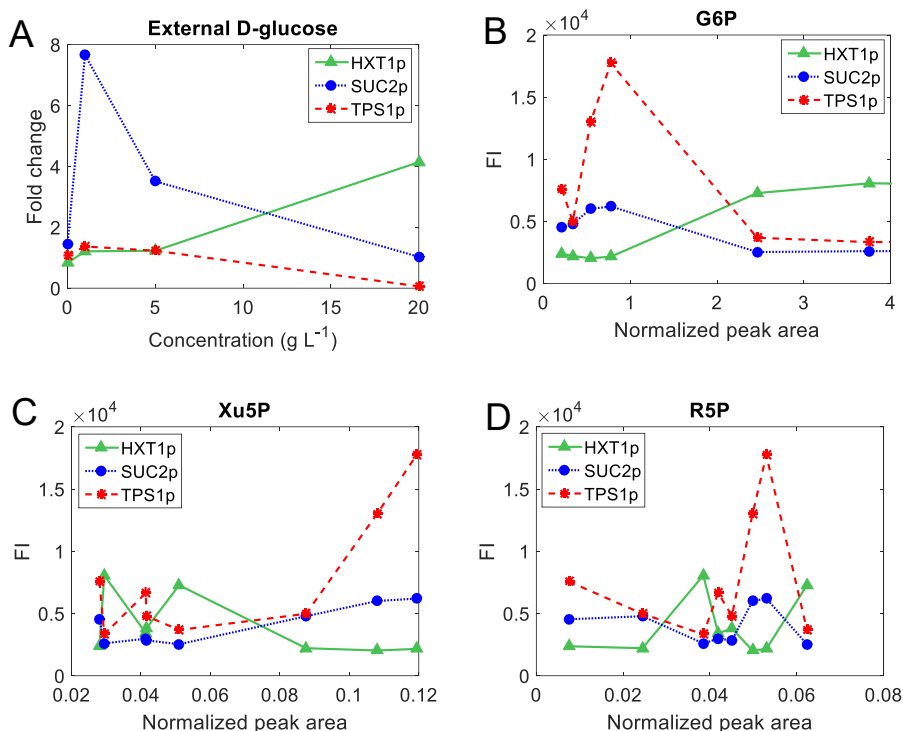 A
External D-glucose
HXT1p
SUC2p
TPS1p
Fold change
8
6
4
2
0
0 5 10 15 20
Concentration (g L⁻¹)
B
G6P
×10⁴
HXT1p
SUC2p
TPS1p
FI
2
1.5
1
0.5
0
0 1 2 3 4
Normalized peak area
C
Xu5P
×10⁴
HXT1p
SUC2p
TPS1p
FI
2
1.5
1
0.5
0
0.02 0.04 0.06 0.08 0.1 0.12
Normalized peak area
D
R5P
×10⁴
HXT1p
SUC2p
TPS1p
FI
2
1.5
1
0.5
0
0 0.02 0.04 0.06 0.08
Normalized peak area